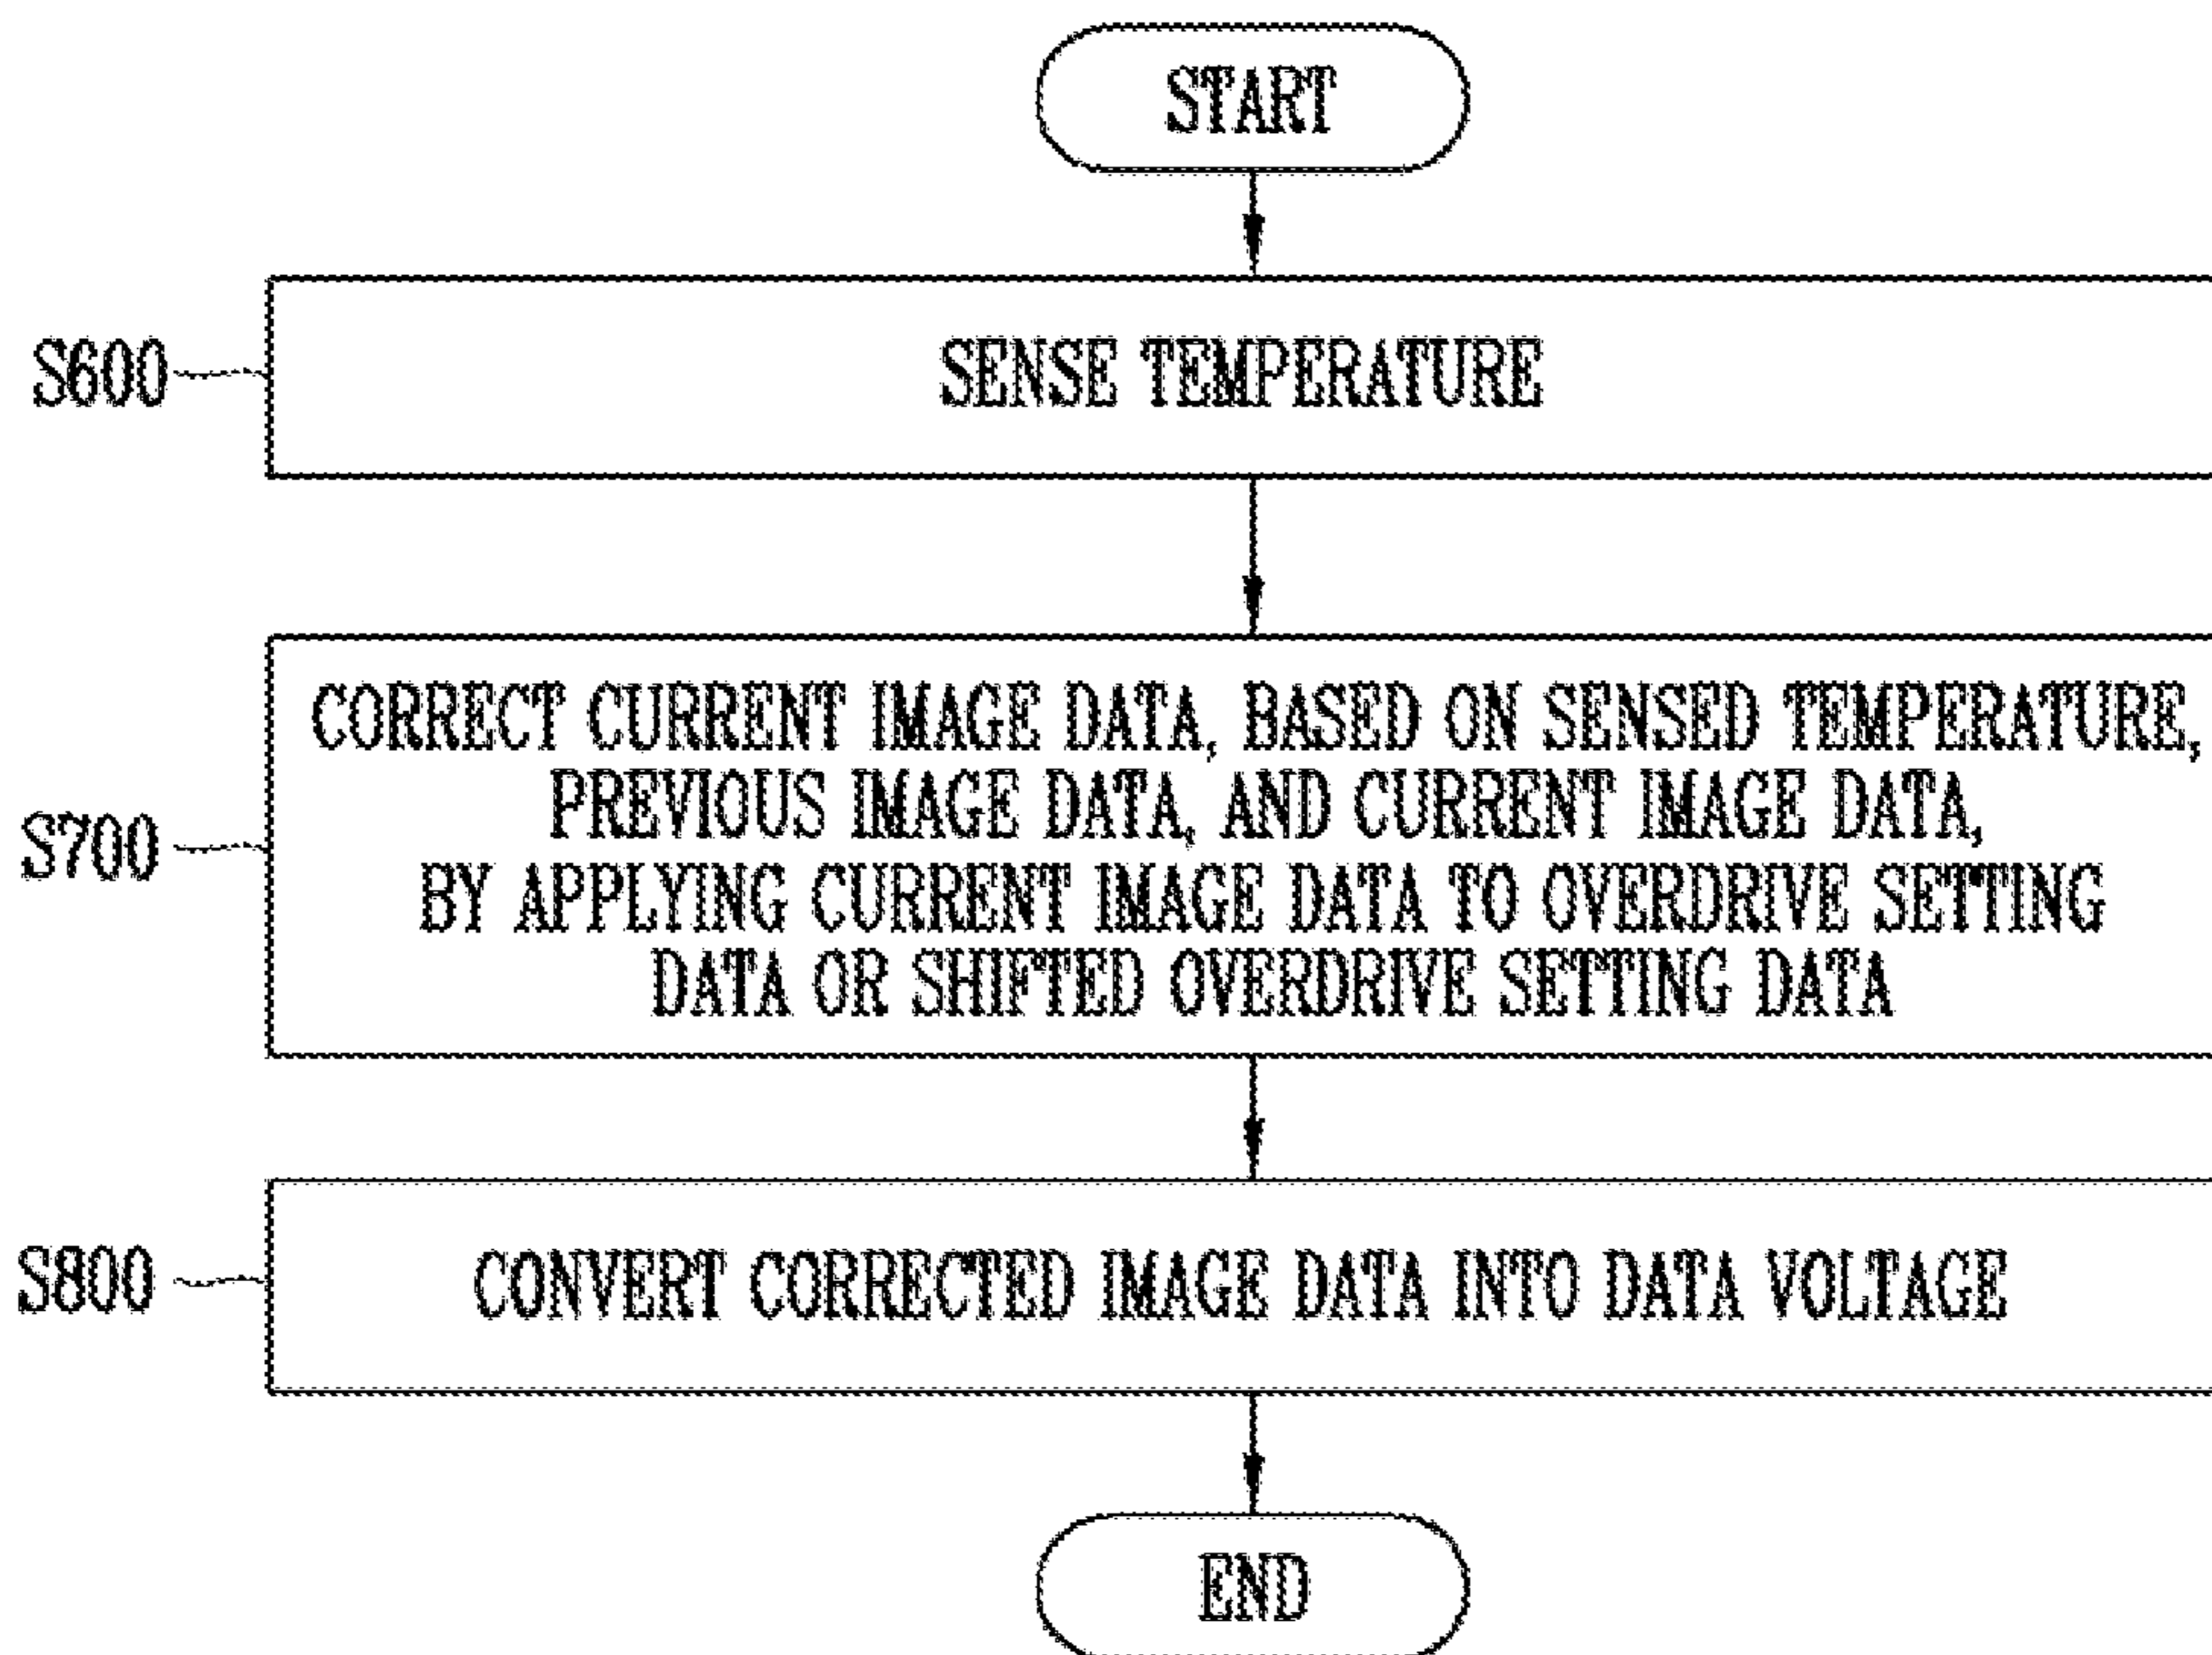 START
S600
SENSE TEMPERATURE
S700
CORRECT CURRENT IMAGE DATA, BASED ON SENSED TEMPERATURE,
PREVIOUS IMAGE DATA, AND CURRENT IMAGE DATA,
BY APPLYING CURRENT IMAGE DATA TO OVERDRIVE SETTING
DATA OR SHIFTED OVERDRIVE SETTING DATA
S800
CONVERT CORRECTED IMAGE DATA INTO DATA VOLTAGE
END